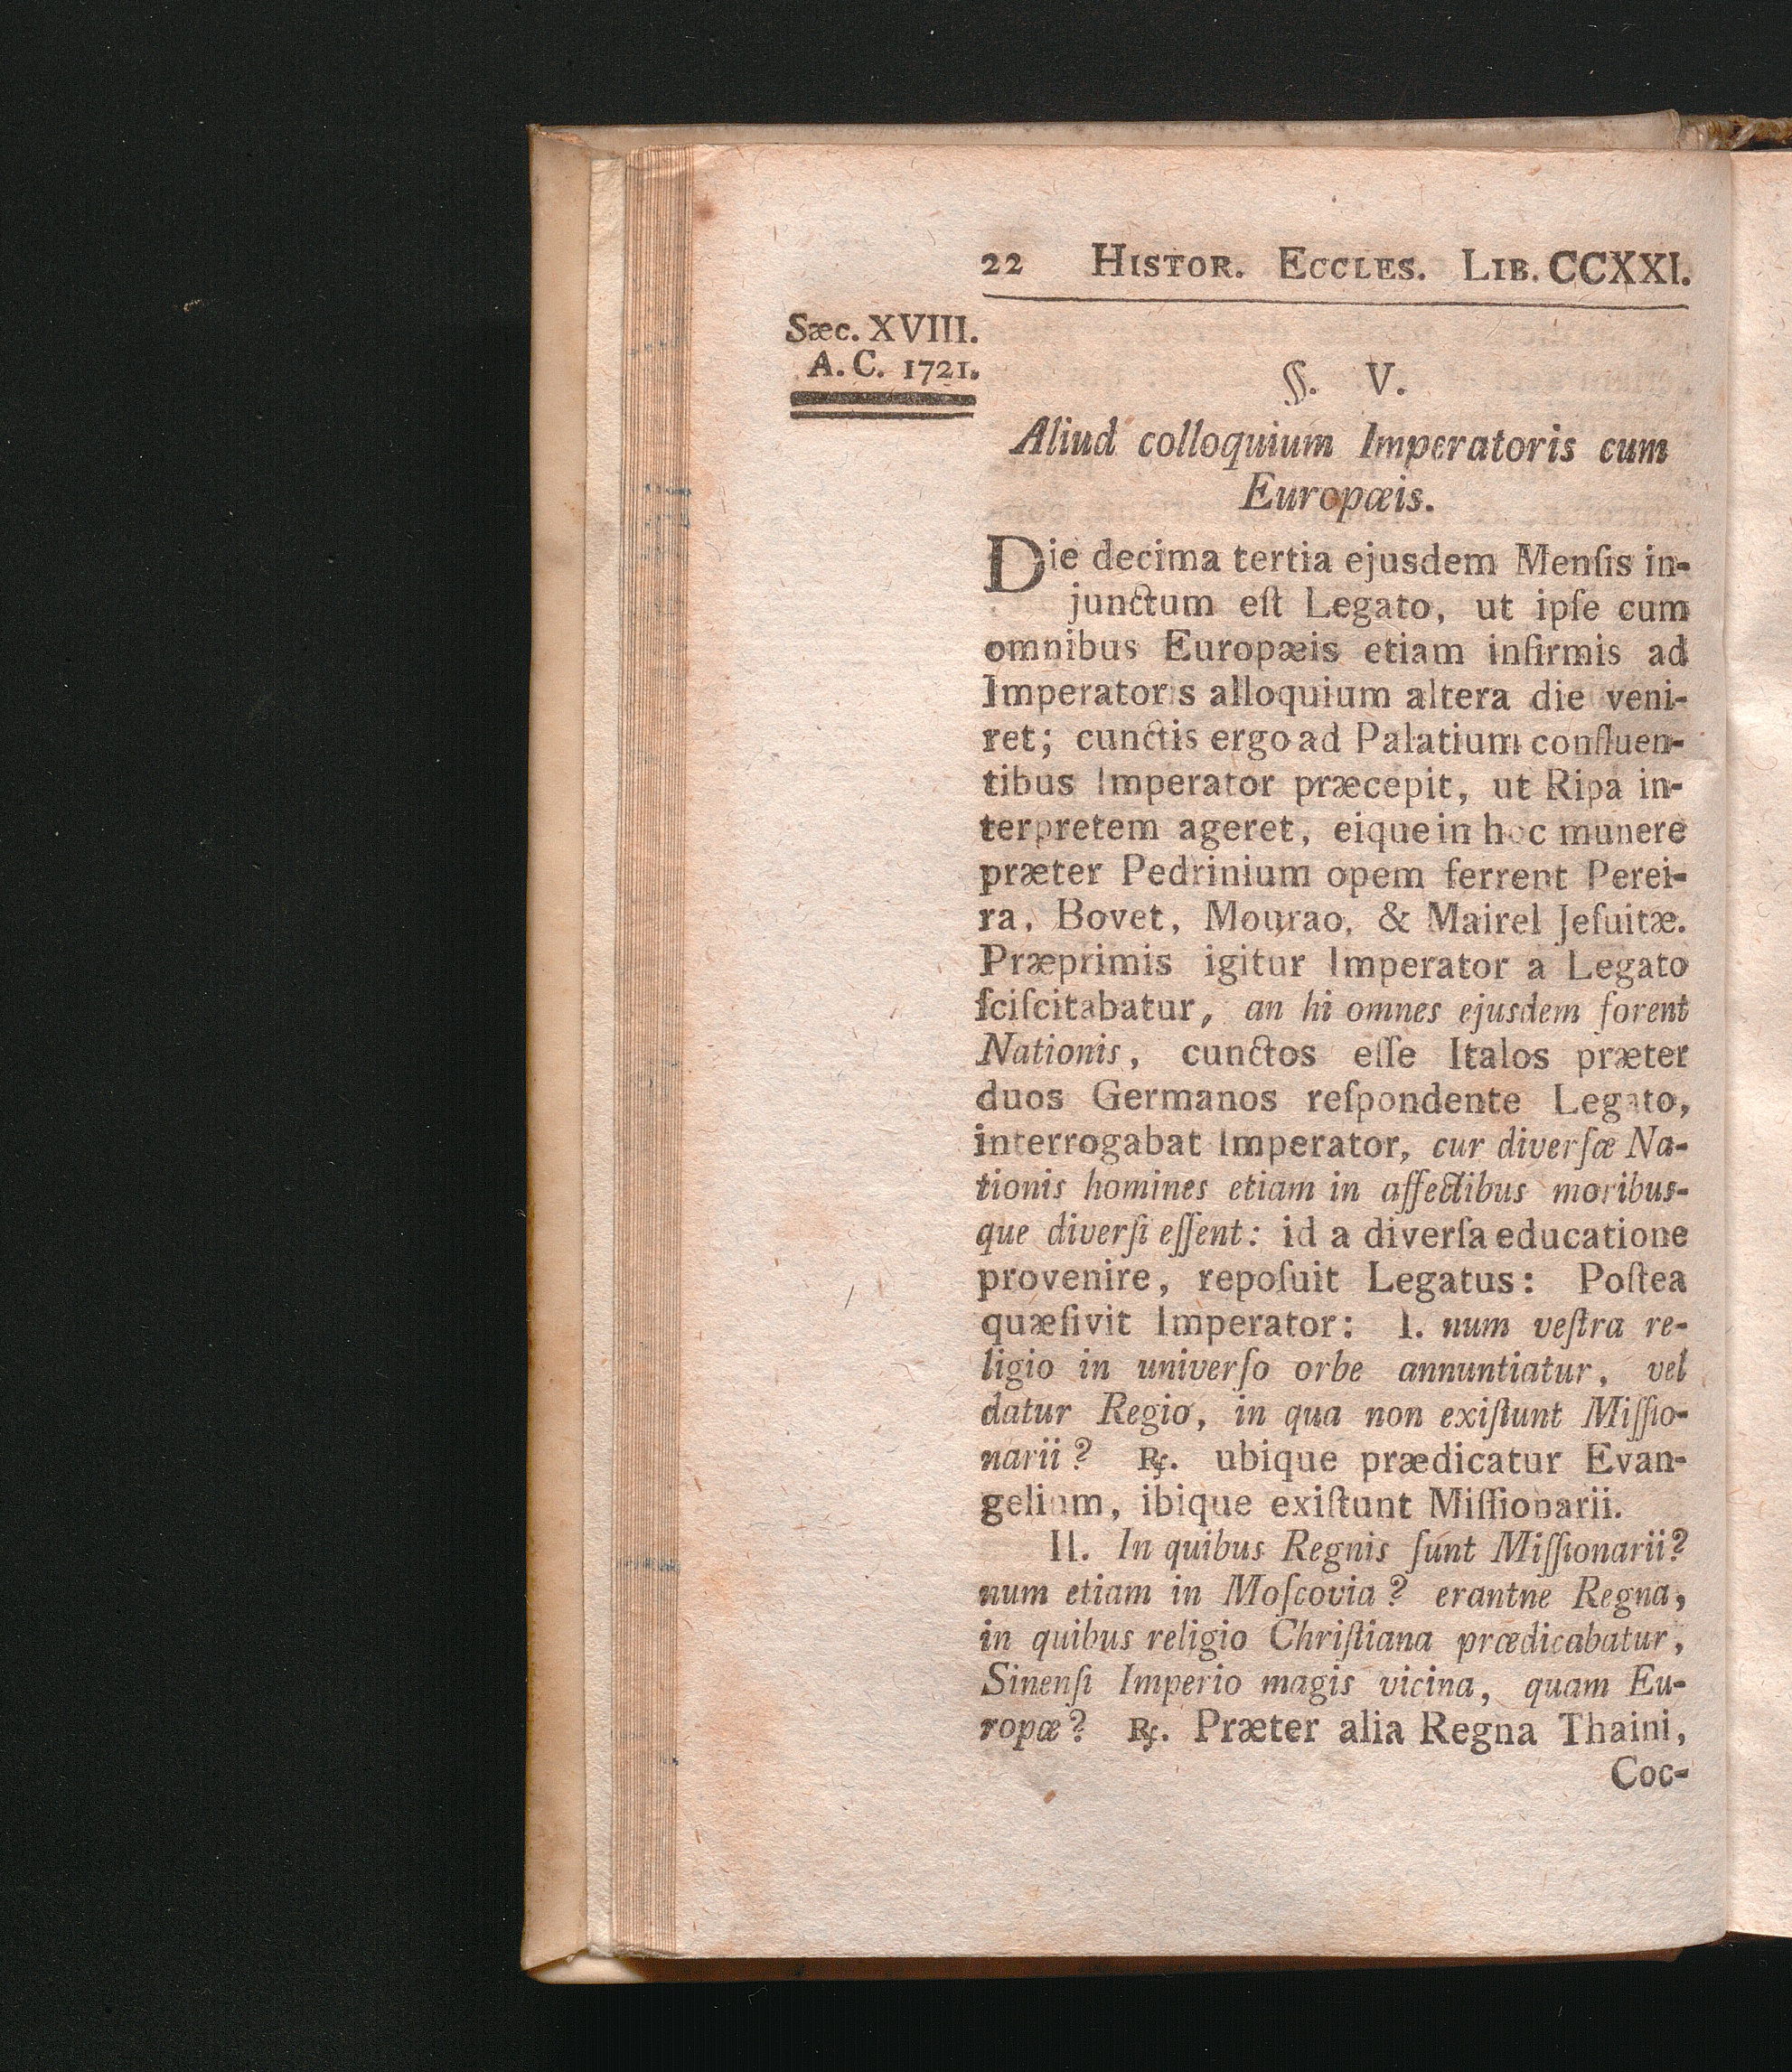 22 Histor. Eccles. Lib. CCXXI.
Sæc. XVIII.
A. C. 1721.
§. V.
Aliud colloquium Imperatoris cum
Europæis.
Die decima tertia ejusdem Menſis in-
junctum eſt Legato, ut ipſe cum
omnibus Europæis etiam infirmis ad
Imperatoris alloquium altera die veni-
ret; cunctis ergo ad Palatium confluen-
tibus Imperator præcepit, ut Ripa in-
terpretem ageret, eique in hoc munere
præter Pedrinium opem ferrent Perei-
ra, Bovet, Mourao, & Mairel Jeſuitæ.
Præprimis igitur Imperator a Legato
ſciſcitabatur, an hi omnes ejusdem forent
Nationis, cunctos eſſe Italos præter
duos Germanos reſpondente Legato,
interrogabat Imperator, cur diverſæ Na-
tionis homines etiam in affectibus moribus-
que diverſi eſſent: id a diverſa educatione
provenire, repoſuit Legatus: Poſtea
quæſivit Imperator: I. num veſtra re-
ligio in univerſo orbe annuntiatur, vel
datur Regio, in qua non exiſtunt Miſſio-
narii? ℞. ubique prædicatur Evan-
gelium, ibique exiſtunt Miſſionarii.
II. In quibus Regnis ſunt Miſſionarii?
num etiam in Moſcovia? erantne Regna,
in quibus religio Chriſtiana prædicabatur,
Sinenſi Imperio magis vicina, quam Eu-
ropæ? ℞. Præter alia Regna Thaini,
Coc-